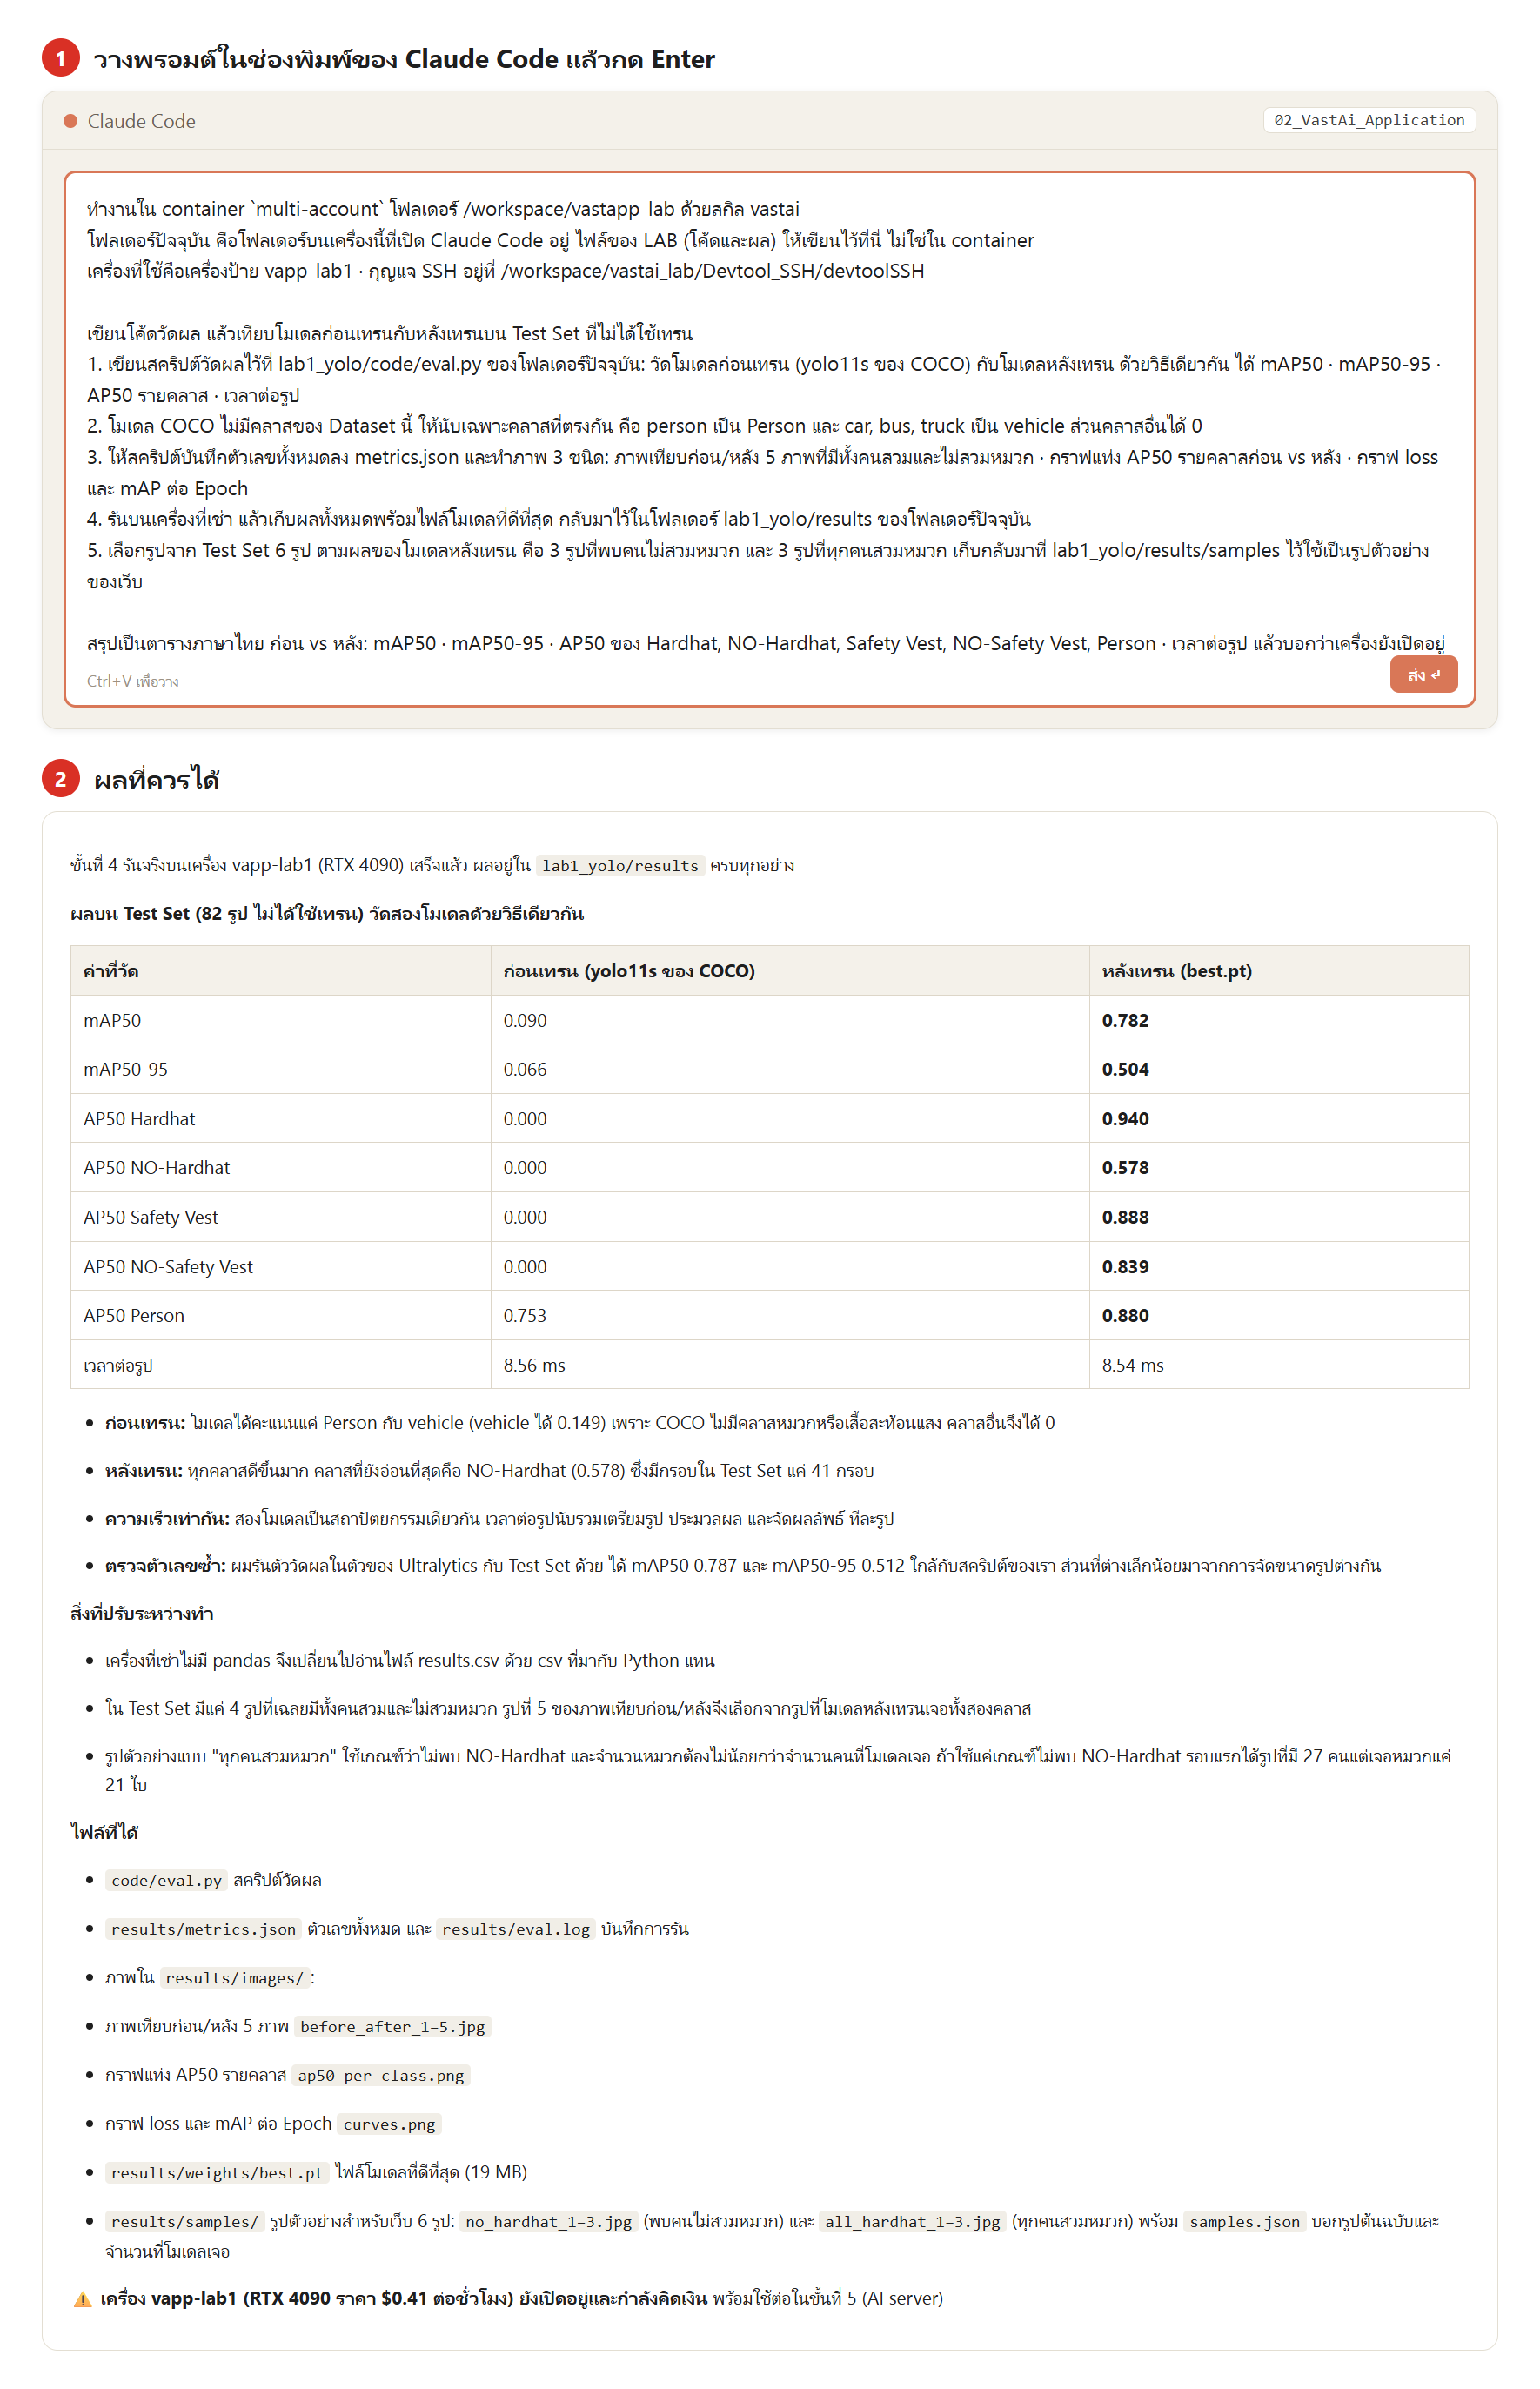 1 วางพรอมต์ในช่องพิมพ์ของ Claude Code แล้วกด Enter
Claude Code
02_VastAi_Application
ทำงานใน container `multi-account` โฟลเดอร์ /workspace/vastapp_lab ด้วยสกิล vastai
โฟลเดอร์ปัจจุบัน คือโฟลเดอร์บนเครื่องนี้ที่เปิด Claude Code อยู่ ไฟล์ของ LAB (โค้ดและผล) ให้เขียนไว้ที่นี่ ไม่ใช่ใน container
เครื่องที่ใช้คือเครื่องป้าย vapp-lab1 · กุญแจ SSH อยู่ที่ /workspace/vastai_lab/Devtool_SSH/devtoolSSH
เขียนโค้ดวัดผล แล้วเทียบโมเดลก่อนเทรนกับหลังเทรนบน Test Set ที่ไม่ได้ใช้เทรน
1. เขียนสคริปต์วัดผลไว้ที่ lab1_yolo/code/eval.py ของโฟลเดอร์ปัจจุบัน: วัดโมเดลก่อนเทรน (yolo11s ของ COCO) กับโมเดลหลังเทรน ด้วยวิธีเดียวกัน ได้ mAP50 · mAP50-95 ·
AP50 รายคลาส · เวลาต่อรูป
2. โมเดล COCO ไม่มีคลาสของ Dataset นี้ ให้นับเฉพาะคลาสที่ตรงกัน คือ person เป็น Person และ car, bus, truck เป็น vehicle ส่วนคลาสอื่นได้ 0
3. ให้สคริปต์บันทึกตัวเลขทั้งหมดลง metrics.json และทำภาพ 3 ชนิด: ภาพเทียบก่อน/หลัง 5 ภาพที่มีทั้งคนสวมและไม่สวมหมวก · กราฟแท่ง AP50 รายคลาสก่อน vs หลัง · กราฟ loss
และ mAP ต่อ Epoch
4. รันบนเครื่องที่เช่า แล้วเก็บผลทั้งหมดพร้อมไฟล์โมเดลที่ดีที่สุด กลับมาไว้ในโฟลเดอร์ lab1_yolo/results ของโฟลเดอร์ปัจจุบัน
5. เลือกรูปจาก Test Set 6 รูป ตามผลของโมเดลหลังเทรน คือ 3 รูปที่พบคนไม่สวมหมวก และ 3 รูปที่ทุกคนสวมหมวก เก็บกลับมาที่ lab1_yolo/results/samples ไว้ใช้เป็นรูปตัวอย่าง
ของเว็บ
สรุปเป็นตารางภาษาไทย ก่อน vs หลัง: mAP50 · mAP50-95 · AP50 ของ Hardhat, NO-Hardhat, Safety Vest, NO-Safety Vest, Person · เวลาต่อรูป แล้วบอกว่าเครื่องยังเปิดอยู่
Ctrl+V เพื่อวาง
ส่ง ↵
2 ผลที่ควรได้
ขั้นที่ 4 รันจริงบนเครื่อง vapp-lab1 (RTX 4090) เสร็จแล้ว ผลอยู่ใน lab1_yolo/results ครบทุกอย่าง
ผลบน Test Set (82 รูป ไม่ได้ใช้เทรน) วัดสองโมเดลด้วยวิธีเดียวกัน
ค่าที่วัด ก่อนเทรน (yolo11s ของ COCO) หลังเทรน (best.pt)
mAP50 0.090 0.782
mAP50-95 0.066 0.504
AP50 Hardhat 0.000 0.940
AP50 NO-Hardhat 0.000 0.578
AP50 Safety Vest 0.000 0.888
AP50 NO-Safety Vest 0.000 0.839
AP50 Person 0.753 0.880
เวลาต่อรูป 8.56 ms 8.54 ms
• ก่อนเทรน: โมเดลได้คะแนนแค่ Person กับ vehicle (vehicle ได้ 0.149) เพราะ COCO ไม่มีคลาสหมวกหรือเสื้อสะท้อนแสง คลาสอื่นจึงได้ 0
• หลังเทรน: ทุกคลาสดีขึ้นมาก คลาสที่ยังอ่อนที่สุดคือ NO-Hardhat (0.578) ซึ่งมีกรอบใน Test Set แค่ 41 กรอบ
• ความเร็วเท่ากัน: สองโมเดลเป็นสถาปัตยกรรมเดียวกัน เวลาต่อรูปนับรวมเตรียมรูป ประมวลผล และจัดผลลัพธ์ ทีละรูป
• ตรวจตัวเลขซ้ำ: ผมรันตัววัดผลในตัวของ Ultralytics กับ Test Set ด้วย ได้ mAP50 0.787 และ mAP50-95 0.512 ใกล้กับสคริปต์ของเรา ส่วนที่ต่างเล็กน้อยมาจากการจัดขนาดรูปต่างกัน
สิ่งที่ปรับระหว่างทำ
• เครื่องที่เช่าไม่มี pandas จึงเปลี่ยนไปอ่านไฟล์ results.csv ด้วย csv ที่มากับ Python แทน
• ใน Test Set มีแค่ 4 รูปที่เฉลยมีทั้งคนสวมและไม่สวมหมวก รูปที่ 5 ของภาพเทียบก่อน/หลังจึงเลือกจากรูปที่โมเดลหลังเทรนเจอทั้งสองคลาส
• รูปตัวอย่างแบบ "ทุกคนสวมหมวก" ใช้เกณฑ์ว่าไม่พบ NO-Hardhat และจำนวนหมวกต้องไม่น้อยกว่าจำนวนคนที่โมเดลเจอ ถ้าใช้แค่เกณฑ์ไม่พบ NO-Hardhat รอบแรกได้รูปที่มี 27 คนแต่เจอหมวกแค่
21 ใบ
ไฟล์ที่ได้
• code/eval.py สคริปต์วัดผล
• results/metrics.json ตัวเลขทั้งหมด และ results/eval.log บันทึกการรัน
• ภาพใน results/images/:
• ภาพเทียบก่อน/หลัง 5 ภาพ before_after_1–5.jpg
• กราฟแท่ง AP50 รายคลาส ap50_per_class.png
• กราฟ loss และ mAP ต่อ Epoch curves.png
• results/weights/best.pt ไฟล์โมเดลที่ดีที่สุด (19 MB)
• results/samples/ รูปตัวอย่างสำหรับเว็บ 6 รูป: no_hardhat_1–3.jpg (พบคนไม่สวมหมวก) และ all_hardhat_1–3.jpg (ทุกคนสวมหมวก) พร้อม samples.json บอกรูปต้นฉบับและ
จำนวนที่โมเดลเจอ
⚠️ เครื่อง vapp-lab1 (RTX 4090 ราคา $0.41 ต่อชั่วโมง) ยังเปิดอยู่และกำลังคิดเงิน พร้อมใช้ต่อในขั้นที่ 5 (AI server)